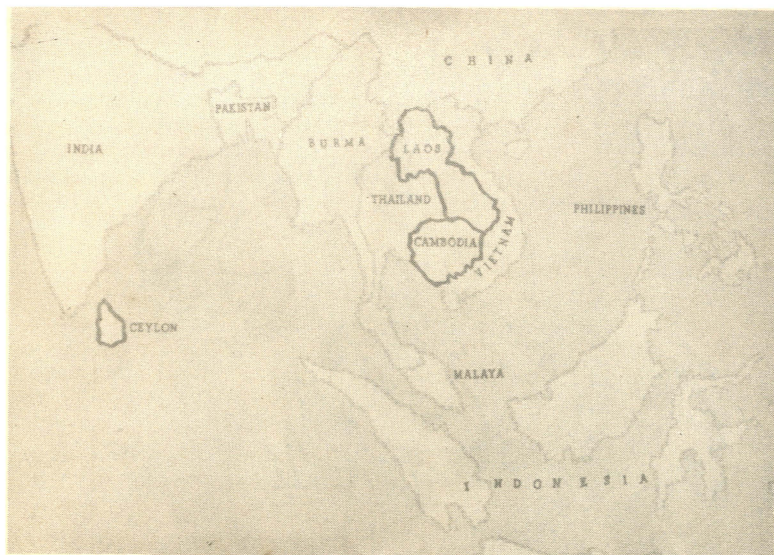 CHINA
PAKISTAN
INDIA
BURMA
LAOS
THAILAND
PHILIPPINES
CAMBODIA
VIETNAM
CEYLON
MALAYA
INDONESIA